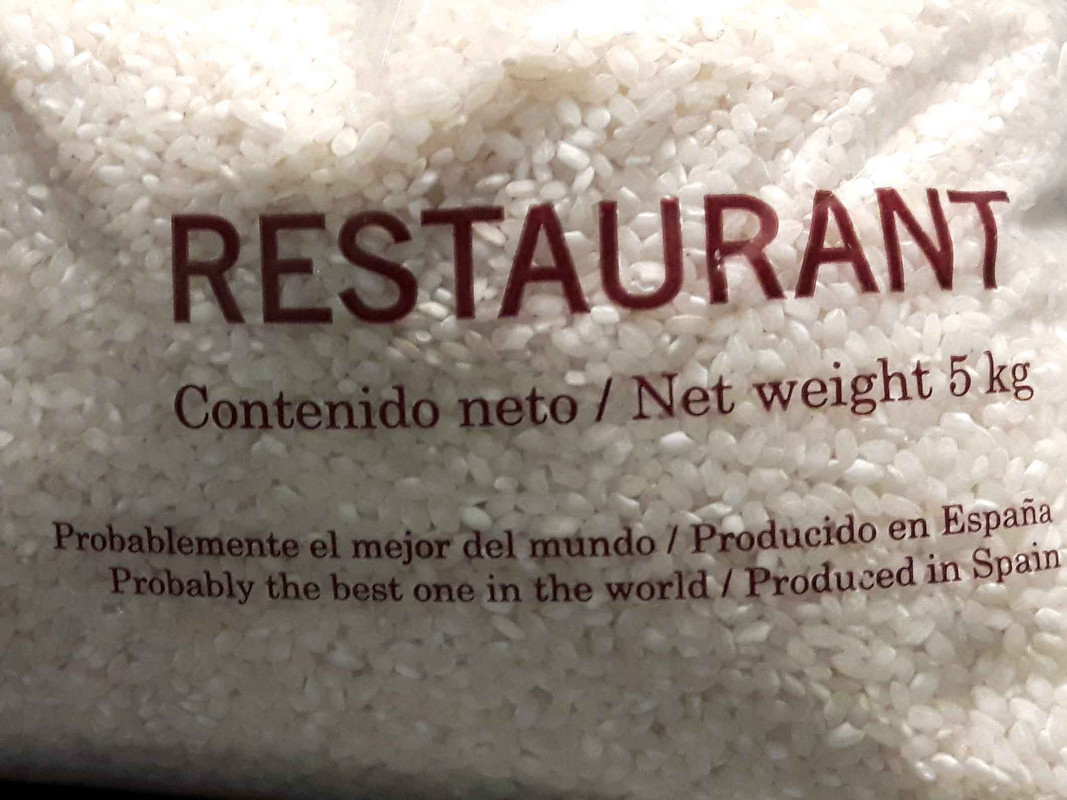 RESTAURANT
Contenido neto / Net weight 5 kg
Probablemente el mejor del mundo / Producido en España
Probably the best one in the world / Produced in Spain